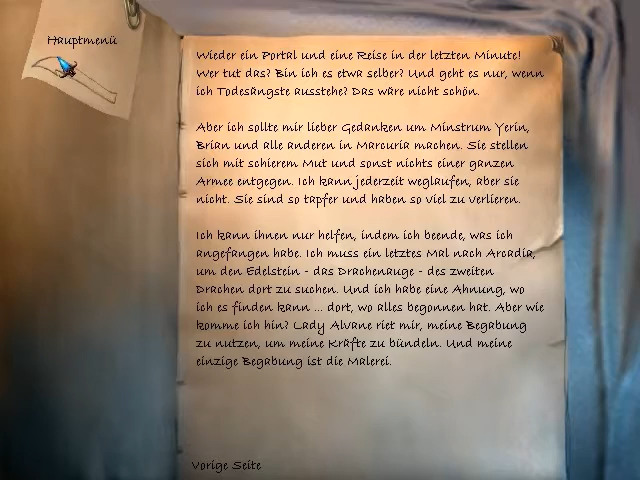 Hauptmenü
Wieder ein Portal und eine Reise in der letzten Minute!
Wer tut das? Bin ich es etwa selber? Und geht es nur, wenn
ich Todesängste ausstehe? Das wäre nicht schön.
Aber ich sollte mir lieber Gedanken um Minstrum Yerin,
Brian und alle anderen in Marcuria machen. Sie stellen
sich mit schierem Mut und sonst nichts einer ganzen
Armee entgegen. Ich kann jederzeit weglaufen, aber sie
nicht. Sie sind so tapfer und haben so viel zu verlieren.
Ich kann ihnen nur helfen, indem ich beende, was ich
angefangen habe. Ich muss ein letztes Mal nach Arcadia,
um den Edelstein - das Drachenauge - des zweiten
Drachen dort zu suchen. Und ich habe eine Ahnung, wo
ich es finden kann ... dort, wo alles begonnen hat. Aber wie
komme ich hin? Lady Alvane riet mir, meine Begabung
zu nutzen, um meine Kräfte zu bündeln. Und meine
einzige Begabung ist die Malerei.
Vorige Seite